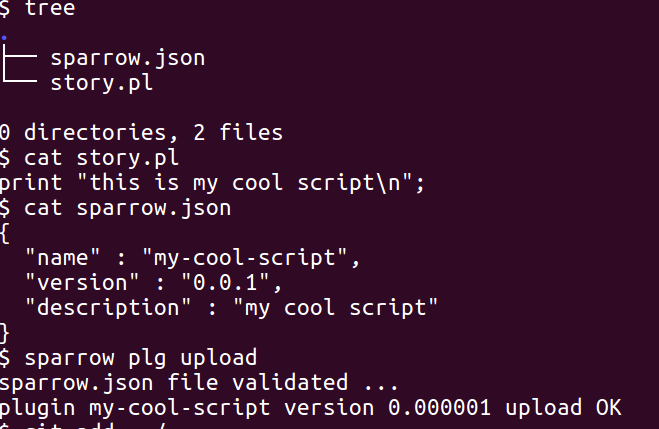 $ tree
.
├── sparrow.json
└── story.pl
0 directories, 2 files
$ cat story.pl
print "this is my cool script\n";
$ cat sparrow.json
{
  "name" : "my-cool-script",
  "version" : "0.0.1",
  "description" : "my cool script"
}
$ sparrow plg upload
sparrow.json file validated ...
plugin my-cool-script version 0.000001 upload OK
$ git add